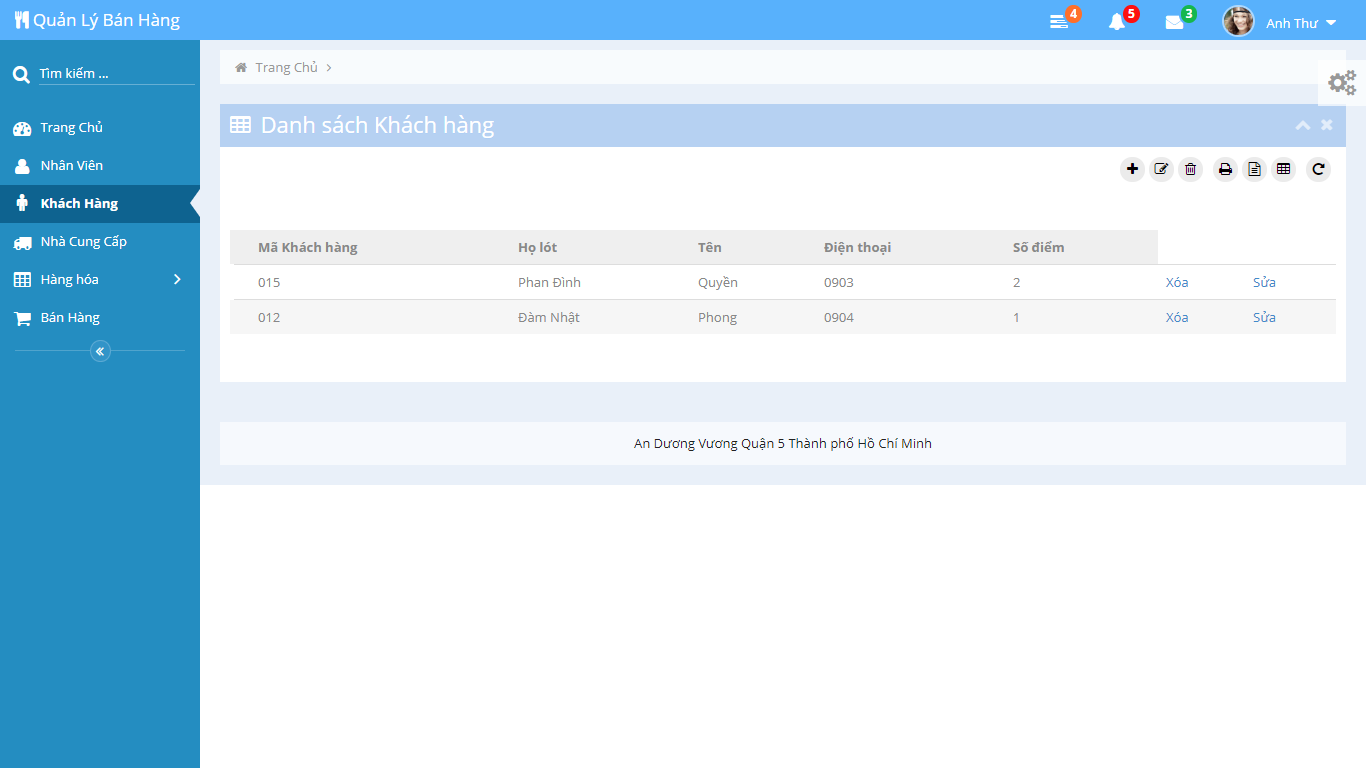 Quản Lý Bán Hàng
4
5
3
Anh Thư
Tìm kiếm ...
Trang Chủ
Nhân Viên
Khách Hàng
Nhà Cung Cấp
Hàng hóa
Bán Hàng
Trang Chủ
Danh sách Khách hàng
Mã Khách hàng Họ lót Tên Điện thoại Số điểm
015 Phan Đình Quyền 0903 2 Xóa Sửa
012 Đàm Nhật Phong 0904 1 Xóa Sửa
An Dương Vương Quận 5 Thành phố Hồ Chí Minh